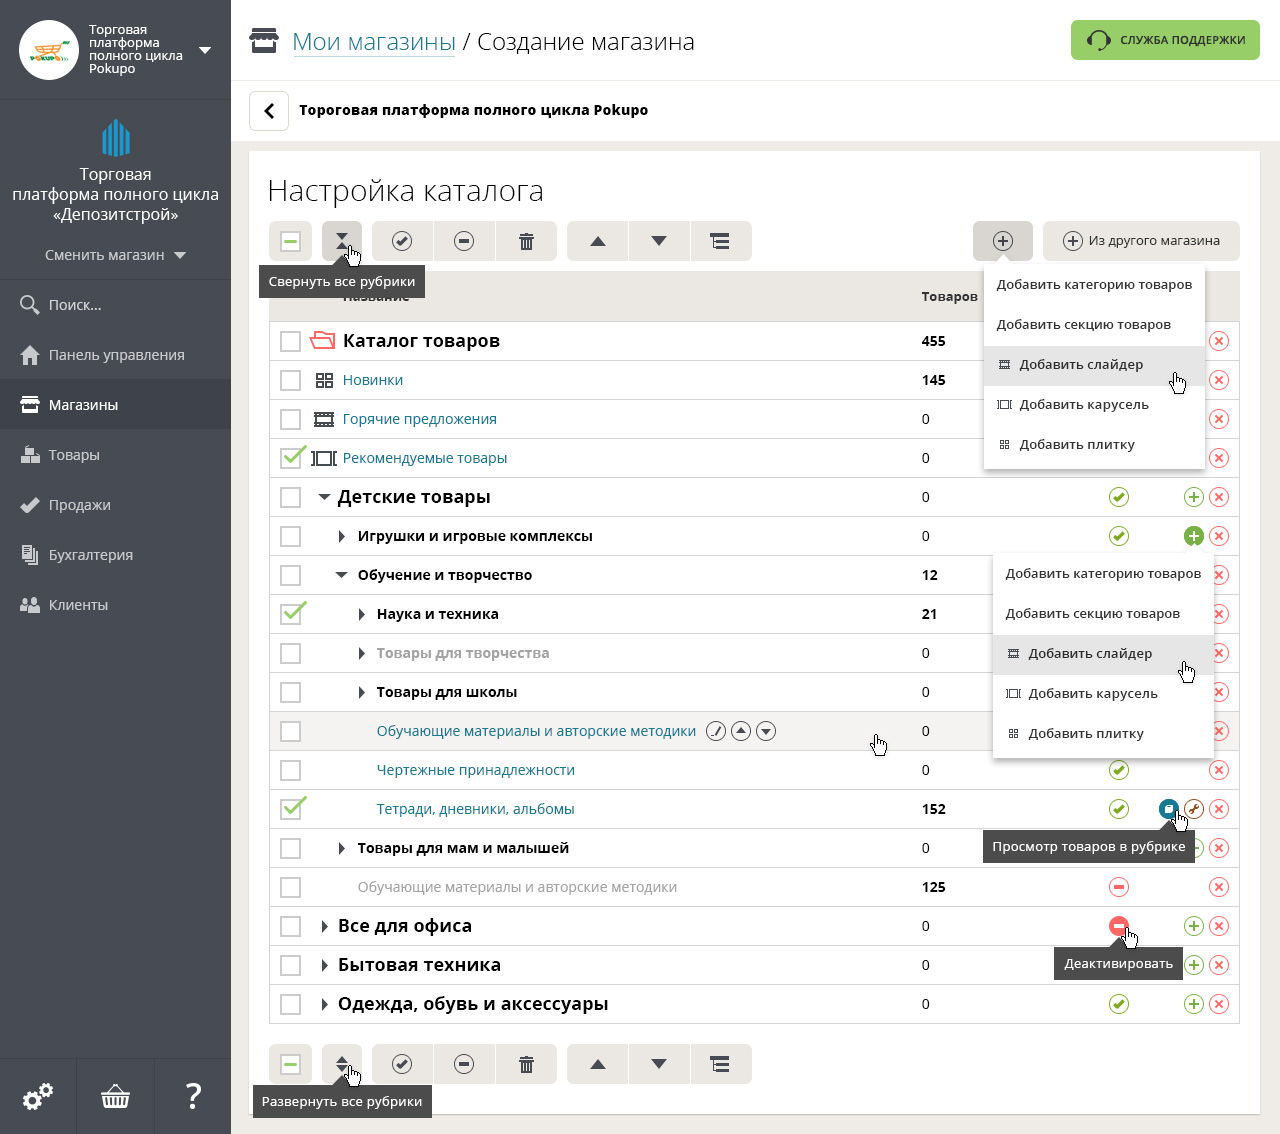 Торговая
платформа
полного цикла
Pokupo
POKUPO
Торговая
платформа полного цикла
«Депозитстрой»
Сменить магазин
Поиск...
Панель управления
Магазины
Товары
Продажи
Бухгалтерия
Клиенты
?
Мои магазины / Создание магазина
СЛУЖБА ПОДДЕРЖКИ
Тороговая платформа полного цикла Pokupo
Настройка каталога
Из другого магазина
Свернуть все рубрики
Название
Товаров
Добавить категорию товаров
Добавить секцию товаров
Добавить слайдер
Добавить карусель
Добавить плитку
Каталог товаров 455
Новинки 145
Горячие предложения 0
Рекомендуемые товары 0
Детские товары 0
Игрушки и игровые комплексы 0
Обучение и творчество 12
Наука и техника 21
Товары для творчества 0
Товары для школы 0
Обучающие материалы и авторские методики 0
Добавить категорию товаров
Добавить секцию товаров
Добавить слайдер
Добавить карусель
Добавить плитку
Чертежные принадлежности 0
Тетради, дневники, альбомы 152
Просмотр товаров в рубрике
Товары для мам и малышей 0
Обучающие материалы и авторские методики 125
Все для офиса 0
Деактивировать
Бытовая техника 0
Одежда, обувь и аксессуары 0
Развернуть все рубрики